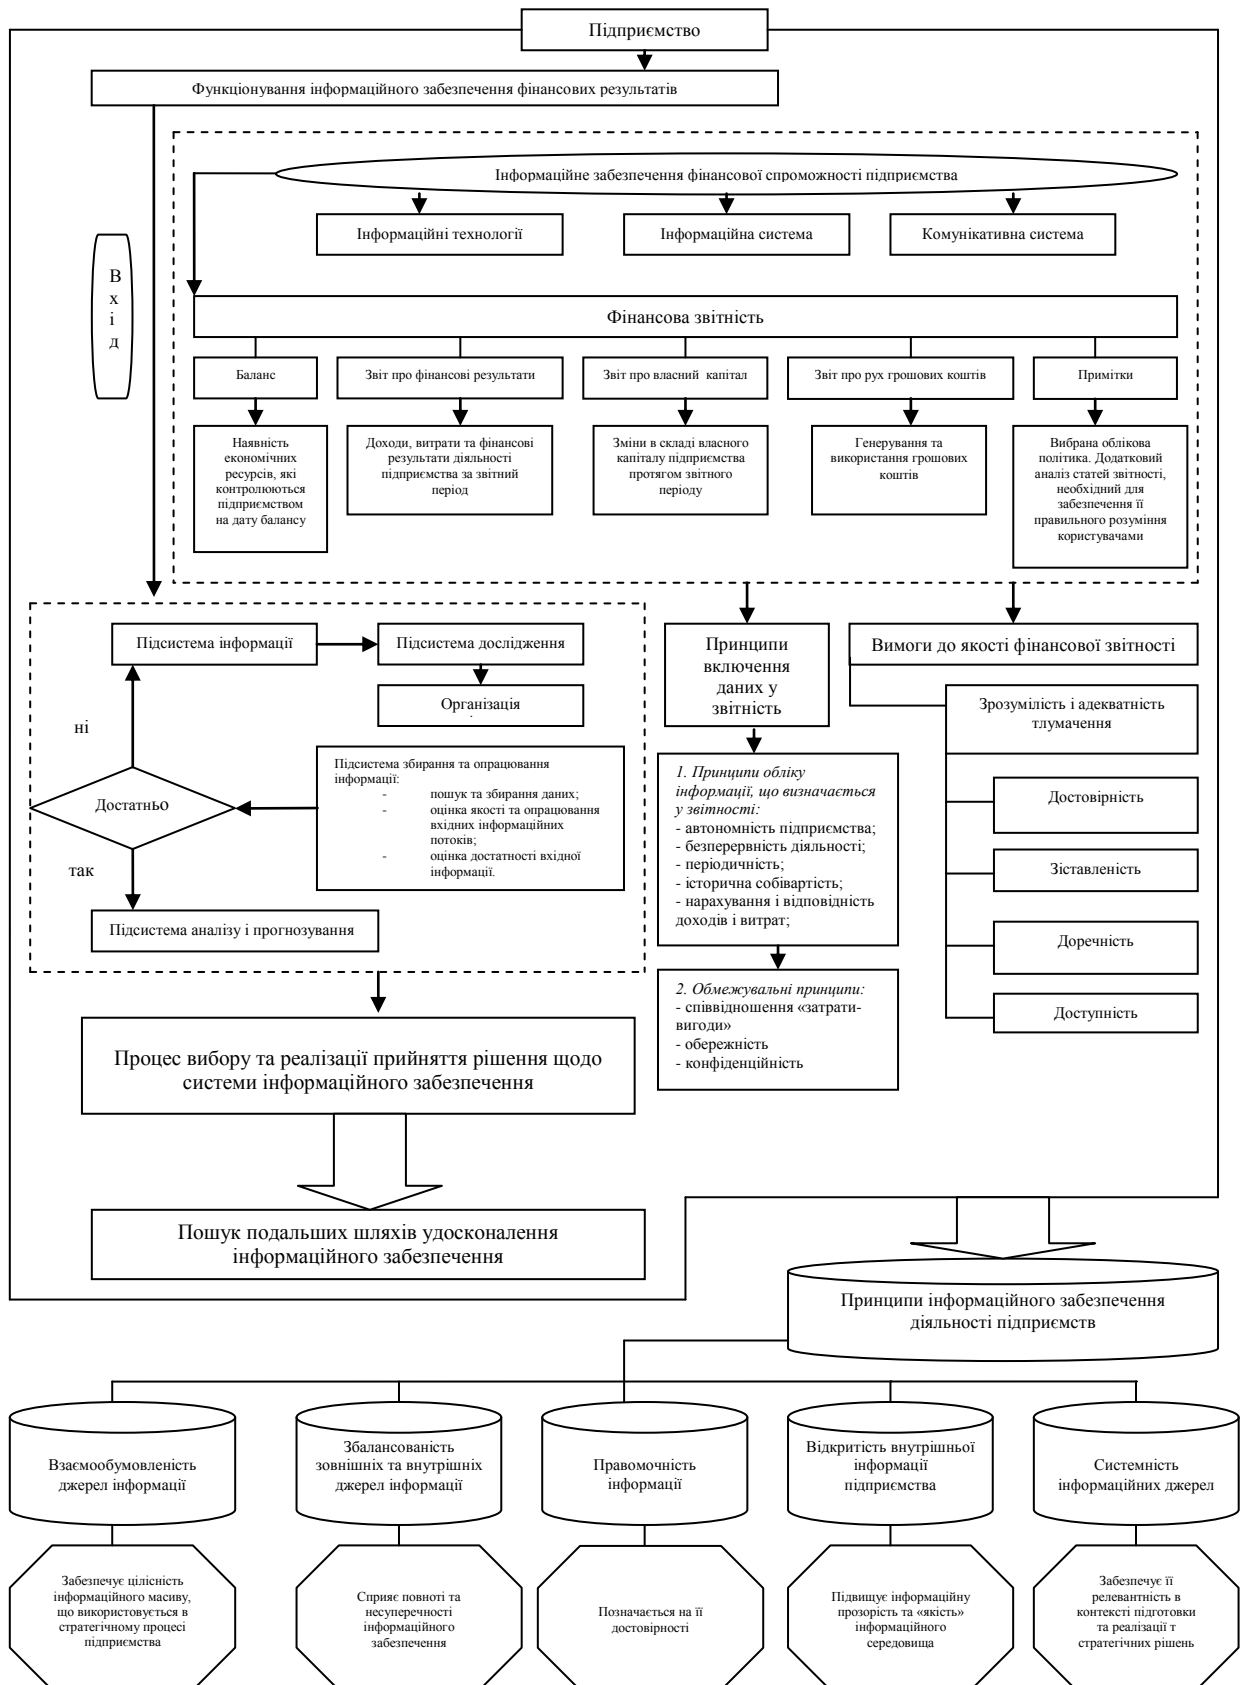 Підприємство
Функціонування інформаційного забезпечення фінансових результатів
Інформаційне забезпечення фінансової спроможності підприємства
Інформаційні технології
Інформаційна система
Комунікативна система
В
х
і
д
Фінансова звітність
Баланс
Звіт про фінансові результати
Звіт про власний капітал
Звіт про рух грошових коштів
Примітки
Наявність
економічних
ресурсів, які
контролюються
підприємством
на дату балансу
Доходи, витрати та фінансові
результати діяльності
підприємства за звітний
період
Зміни в складі власного
капіталу підприємства
протягом звітного
періоду
Генерування та
використання грошових
коштів
Вибрана облікова
політика. Додатковий
аналіз статей звітності,
необхідний для
забезпечення її
правильного розуміння
користувачами
Підсистема інформації
Підсистема дослідження
Організація
ні
Достатньо
так
Підсистема збирання та опрацювання
інформації:
- пошук та збирання даних;
- оцінка якості та опрацювання
вхідних інформаційних
потоків;
- оцінка достатності вхідної
інформації.
Підсистема аналізу і прогнозування
Принципи
включення
даних у
звітність
1. Принципи обліку
інформації, що визначається
у звітності:
- автономність підприємства;
- безперервність діяльності;
- періодичність;
- історична собівартість;
- нарахування і відповідність
доходів і витрат;
2. Обмежувальні принципи:
- співвідношення «затрати-
вигоди»
- обережність
- конфіденційність
Вимоги до якості фінансової звітності
Зрозумілість і адекватність
тлумачення
Достовірність
Зіставленість
Доречність
Доступність
Процес вибору та реалізації прийняття рішення щодо
системи інформаційного забезпечення
Пошук подальших шляхів удосконалення
інформаційного забезпечення
Принципи інформаційного забезпечення
діяльності підприємств
Взаємообумовленість
джерел інформації
Збалансованість
зовнішніх та внутрішніх
джерел інформації
Правомочність
інформації
Відкритість внутрішньої
інформації
підприємства
Системність
інформаційних джерел
Забезпечує цілісність
інформаційного масиву,
що використовується в
стратегічному процесі
підприємства
Сприяє повноті та
несуперечності
інформаційного
забезпечення
Позначається на її
достовірності
Підвищує інформаційну
прозорість та «якість»
інформаційного
середовища
Забезпечує її
релевантність в
контексті підготовки
та реалізації т
стратегічних рішень